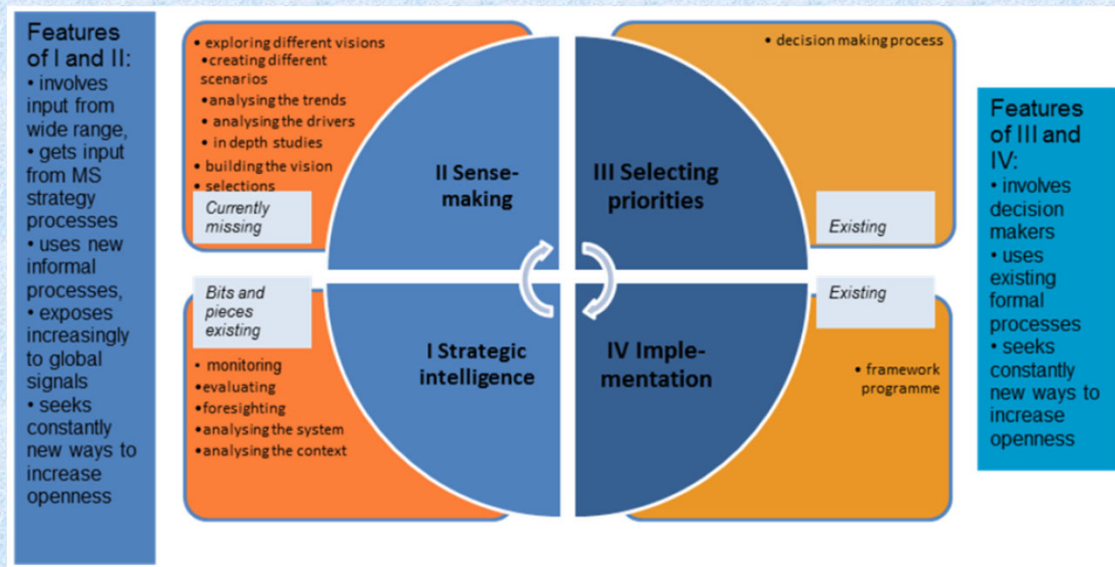 Features
of I and II:
• involves
input from
wide range,
• gets input
from MS
strategy
processes
• uses new
informal
processes,
• exposes
increasingly
to global
signals
• seeks
constantly
new ways to
increase
openness
• exploring different visions
•creating different
scenarios
•analysing the trends
• analysing the drivers
• in depth studies
• building the vision
• selections
Currently
missing
II Sense-
making
III Selecting
priorities
• decision making process
Existing
Bits and
pieces
existing
• monitoring
•evaluating
•foresighting
•analysing the system
•analysing the context
I Strategic
intelligence
IV Imple-
mentation
Existing
• framework
programme
Features
of III and
IV:
• involves
decision
makers
• uses
existing
formal
processes
• seeks
constantly
new ways to
increase
openness